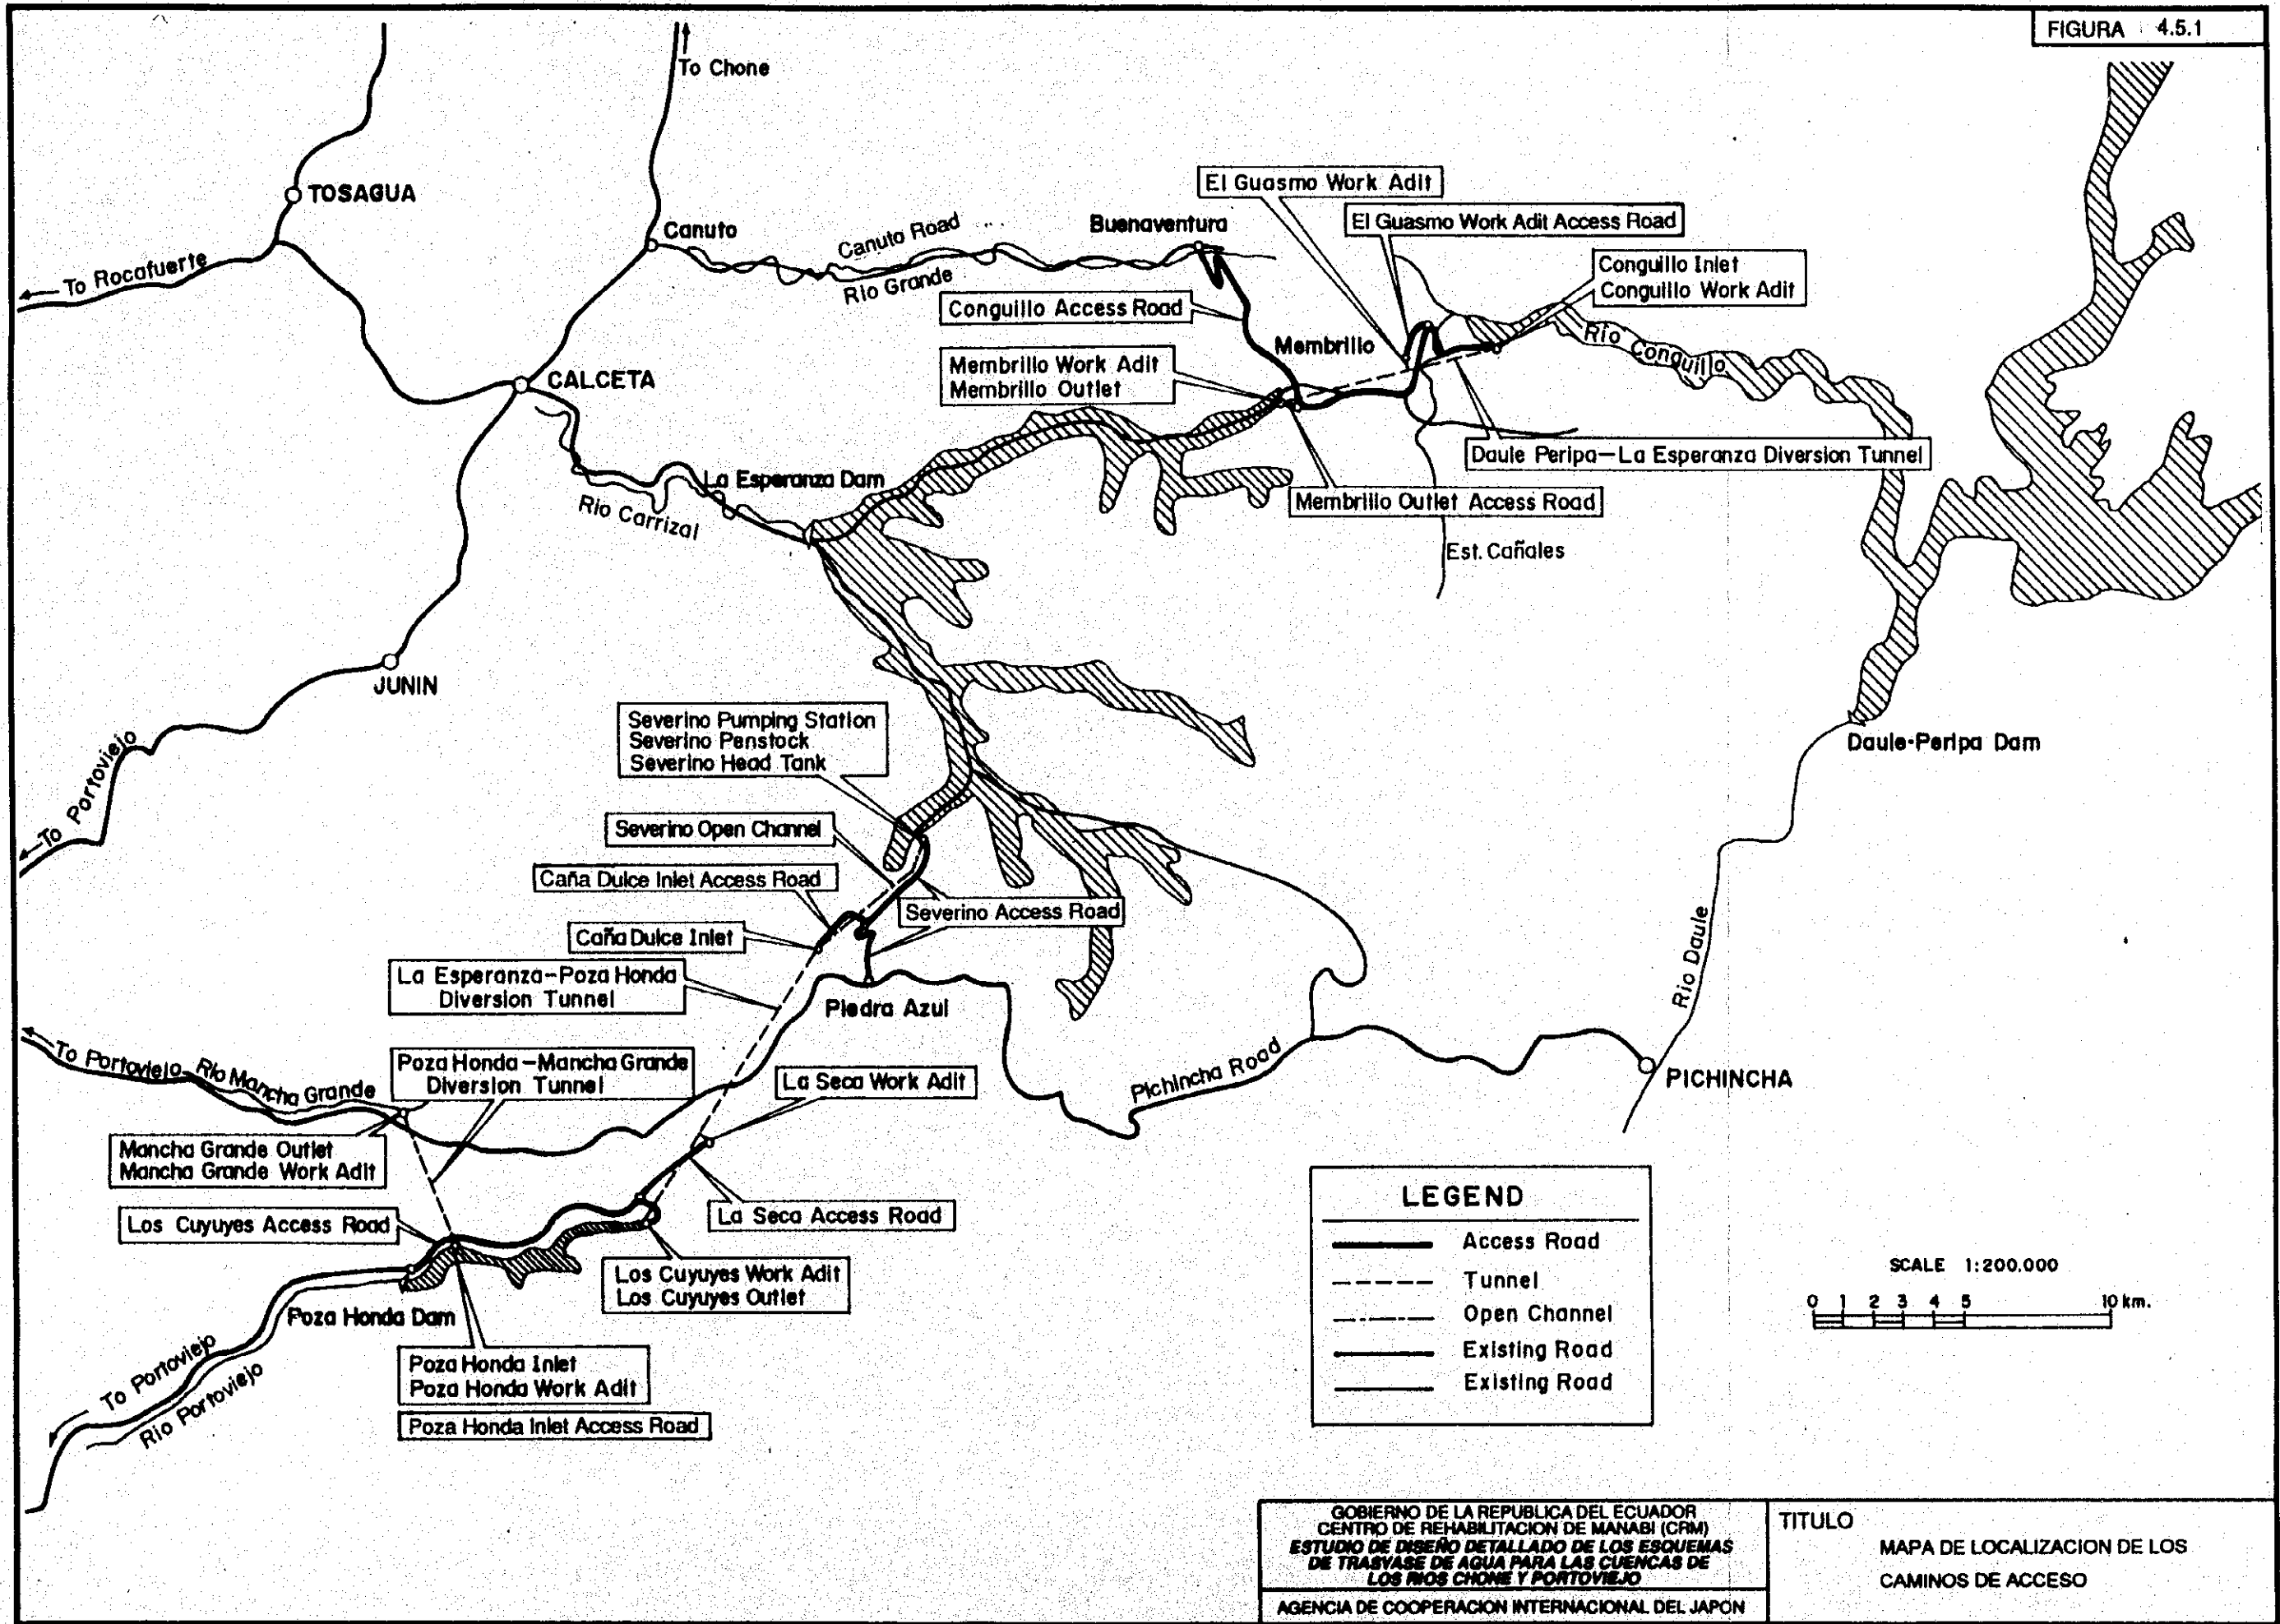 FIGURA 4.5.1
To Chone
TOSAGUA
Canuto
Canuto Road
Río Grande
Buenaventura
El Guasmo Work Adit
El Guasmo Work Adit Access Road
Conguillo Inlet
Conguillo Work Adit
To Rocafuerte
Conguillo Access Road
Membrillo
Río Conguillo
Membrillo Work Adit
Membrillo Outlet
CALCETA
Daule Peripa-La Esperanza Diversion Tunnel
La Esperanza Dam
Río Carrizal
Membrillo Outlet Access Road
Est. Cañales
JUNIN
To Portoviejo
Severino Pumping Station
Severino Penstock
Severino Head Tank
Daule-Peripa Dam
Severino Open Channel
Caña Dulce Inlet Access Road
Severino Access Road
Caña Dulce Inlet
Río Daule
La Esperanza-Poza Honda
Diversion Tunnel
Piedra Azul
To Portoviejo
Río Mancha Grande
Poza Honda-Mancha Grande
Diversion Tunnel
La Seca Work Adit
Pichincha Road
PICHINCHA
Mancha Grande Outlet
Mancha Grande Work Adit
Los Cuyuyes Access Road
La Seca Access Road
Los Cuyuyes Work Adit
Los Cuyuyes Outlet
Poza Honda Dam
To Portoviejo
Río Portoviejo
Poza Honda Inlet
Poza Honda Work Adit
Poza Honda Inlet Access Road
LEGEND
Access Road
Tunnel
Open Channel
Existing Road
Existing Road
SCALE 1:200,000
0 1 2 3 4 5 10 km.
GOBIERNO DE LA REPUBLICA DEL ECUADOR
CENTRO DE REHABILITACION DE MANABI (CRM)
ESTUDIO DE DISEÑO DETALLADO DE LOS ESQUEMAS
DE TRASVASE DE AGUA PARA LAS CUENCAS DE
LOS RIOS CHONE Y PORTOVIEJO
AGENCIA DE COOPERACION INTERNACIONAL DEL JAPON
TITULO
MAPA DE LOCALIZACION DE LOS
CAMINOS DE ACCESO